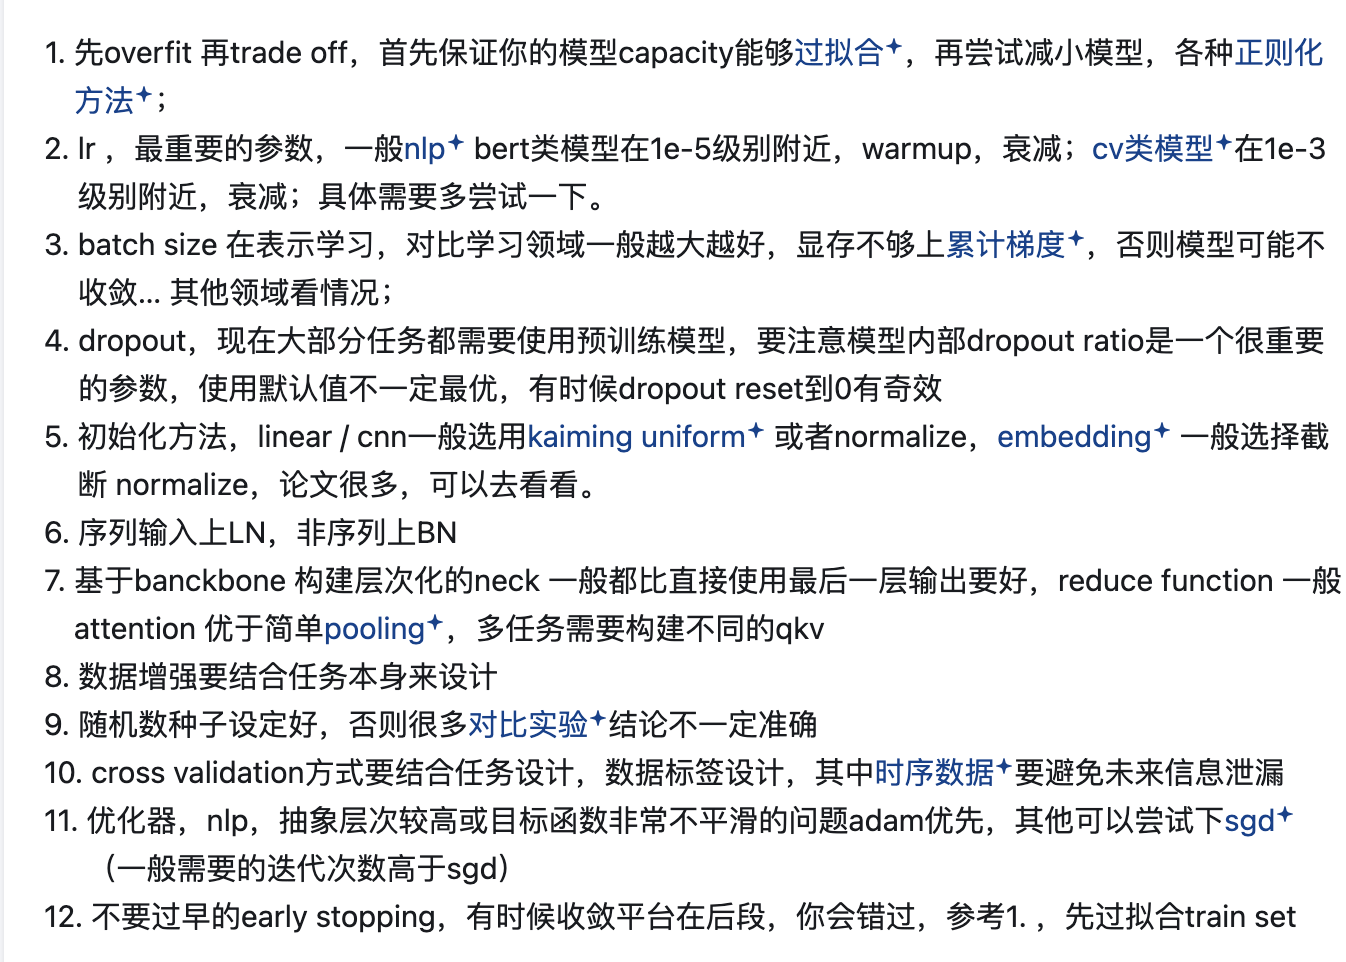 1. 先overfit 再trade off，首先保证你的模型capacity能够过拟合，再尝试减小模型，各种正则化
方法；
2. lr ，最重要的参数，一般nlp bert类模型在1e-5级别附近，warmup，衰减；cv类模型在1e-3
级别附近，衰减；具体需要多尝试一下。
3. batch size 在表示学习，对比学习领域一般越大越好，显存不够上累计梯度，否则模型可能不
收敛... 其他领域看情况；
4. dropout，现在大部分任务都需要使用预训练模型，要注意模型内部dropout ratio是一个很重要
的参数，使用默认值不一定最优，有时候dropout reset到0有奇效
5. 初始化方法，linear / cnn一般选用kaiming uniform 或者normalize，embedding 一般选择截
断 normalize，论文很多，可以去看看。
6. 序列输入上LN，非序列上BN
7. 基于banckbone 构建层次化的neck 一般都比直接使用最后一层输出要好，reduce function 一般
attention 优于简单pooling，多任务需要构建不同的qkv
8. 数据增强要结合任务本身来设计
9. 随机数种子设定好，否则很多对比实验结论不一定准确
10. cross validation方式要结合任务设计，数据标签设计，其中时序数据要避免未来信息泄漏
11. 优化器，nlp，抽象层次较高或目标函数非常不平滑的问题adam优先，其他可以尝试下sgd
（一般需要的迭代次数高于sgd）
12. 不要过早的early stopping，有时候收敛平台在后段，你会错过，参考1. ，先过拟合train set